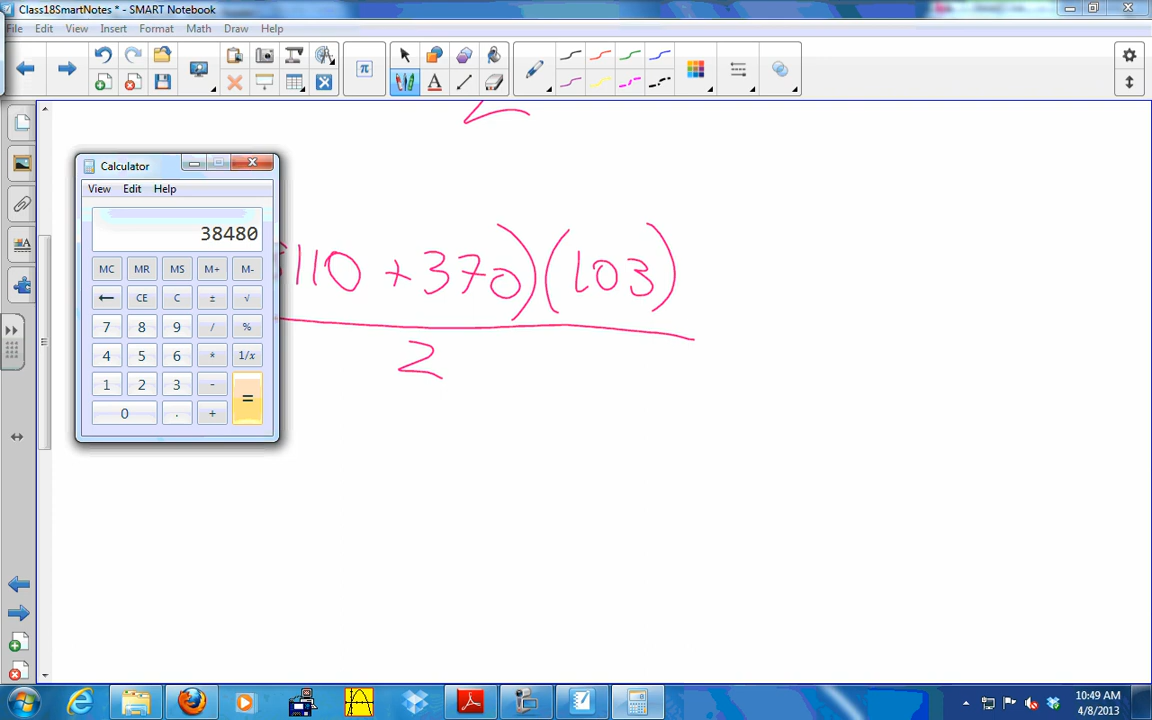 Class18SmartNotes * - SMART Notebook
File Edit View Insert Format Math Draw Help
π
A
Calculator
View Edit Help
38480
MC MR MS M+ M-
← CE C ± √
7 8 9 / %
4 5 6 * 1/x
1 2 3 - =
0 . +
110 + 370)(103)
2
10:49 AM
4/8/2013